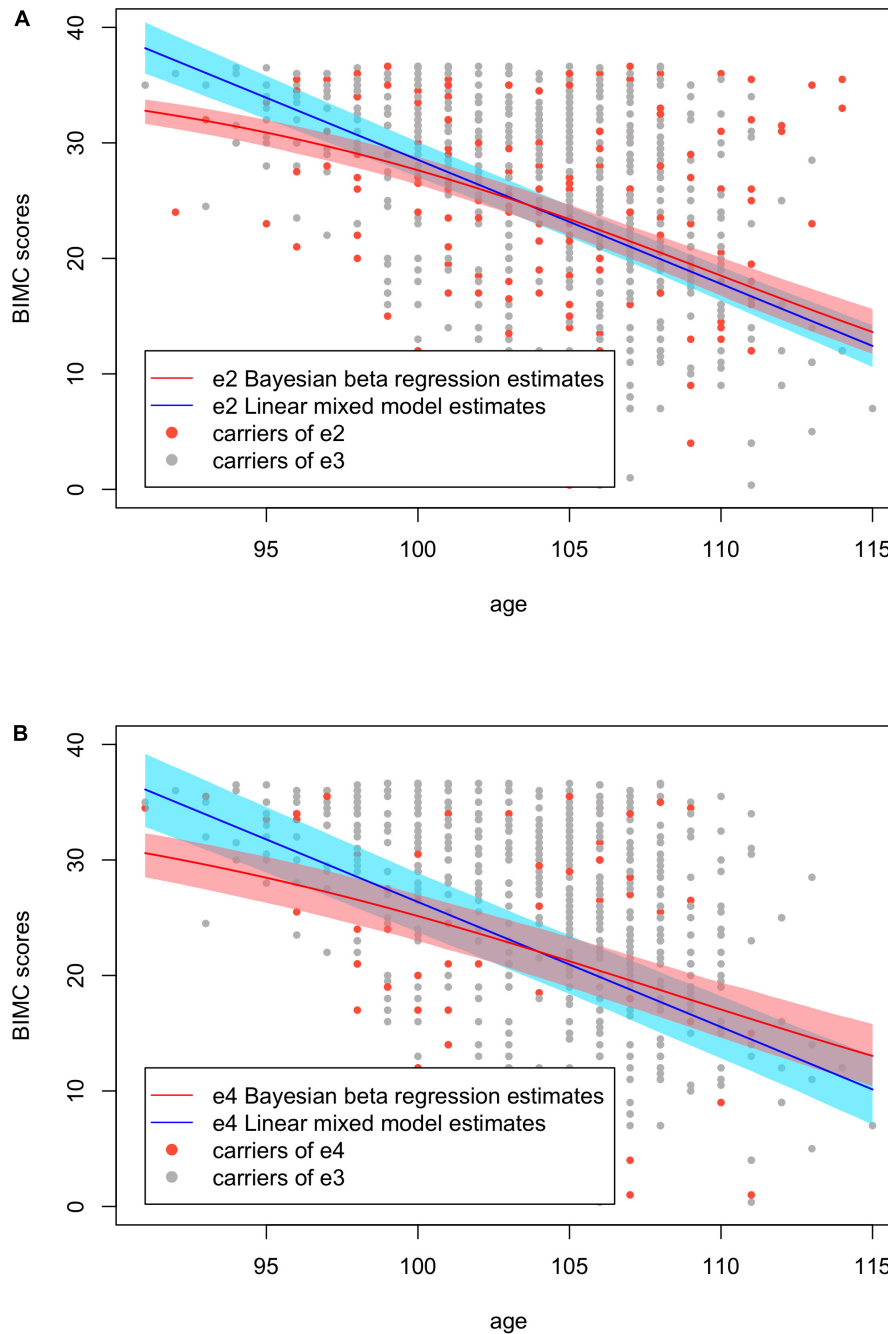 A
40
30
20
10
0
BIMC scores
e2 Bayesian beta regression estimates
e2 Linear mixed model estimates
carriers of e2
carriers of e3
95 100 105 110 115
age
B
40
30
20
10
0
BIMC scores
e4 Bayesian beta regression estimates
e4 Linear mixed model estimates
carriers of e4
carriers of e3
95 100 105 110 115
age